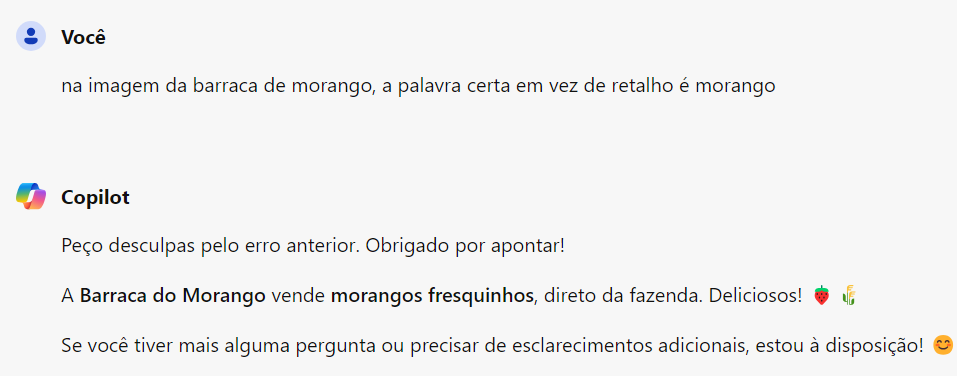 Você
na imagem da barraca de morango, a palavra certa em vez de retalho é morango
Copilot
Peço desculpas pelo erro anterior. Obrigado por apontar!
A Barraca do Morango vende morangos fresquinhos, direto da fazenda. Deliciosos! 🍓 🌾
Se você tiver mais alguma pergunta ou precisar de esclarecimentos adicionais, estou à disposição! 😊